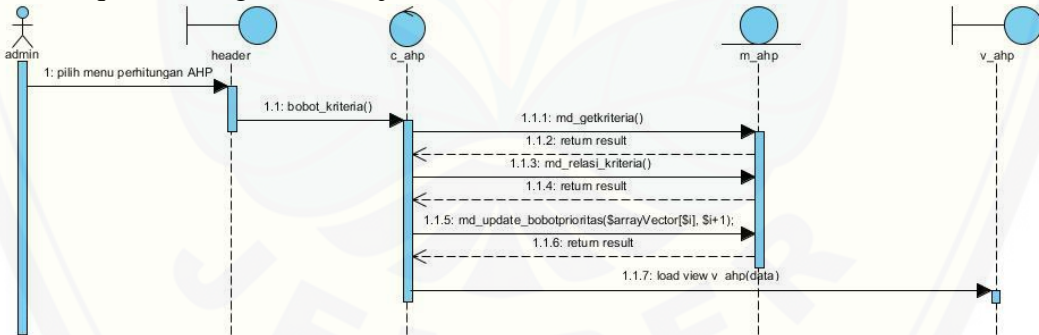 admin
header
c_ahp
m_ahp
v_ahp
1: pilih menu perhitungan AHP
1.1: bobot_kriteria()
1.1.1: md_getkriteria()
1.1.2: return result
1.1.3: md_relasi_kriteria()
1.1.4: return result
1.1.5: md_update_bobotprioritas($arrayVector[$i], $i+1);
1.1.6: return result
1.1.7: load view v_ahp(data)